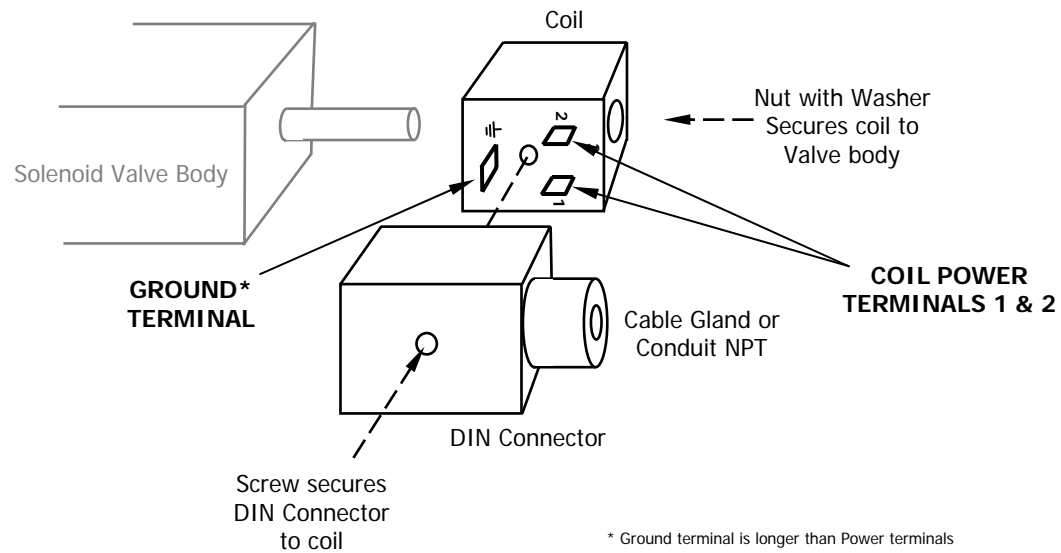 Coil
Nut with Washer
Secures coil to
Valve body
2
1
Solenoid Valve Body
GROUND*
TERMINAL
COIL POWER
TERMINALS 1 & 2
Cable Gland or
Conduit NPT
DIN Connector
Screw secures
DIN Connector
to coil
* Ground terminal is longer than Power terminals